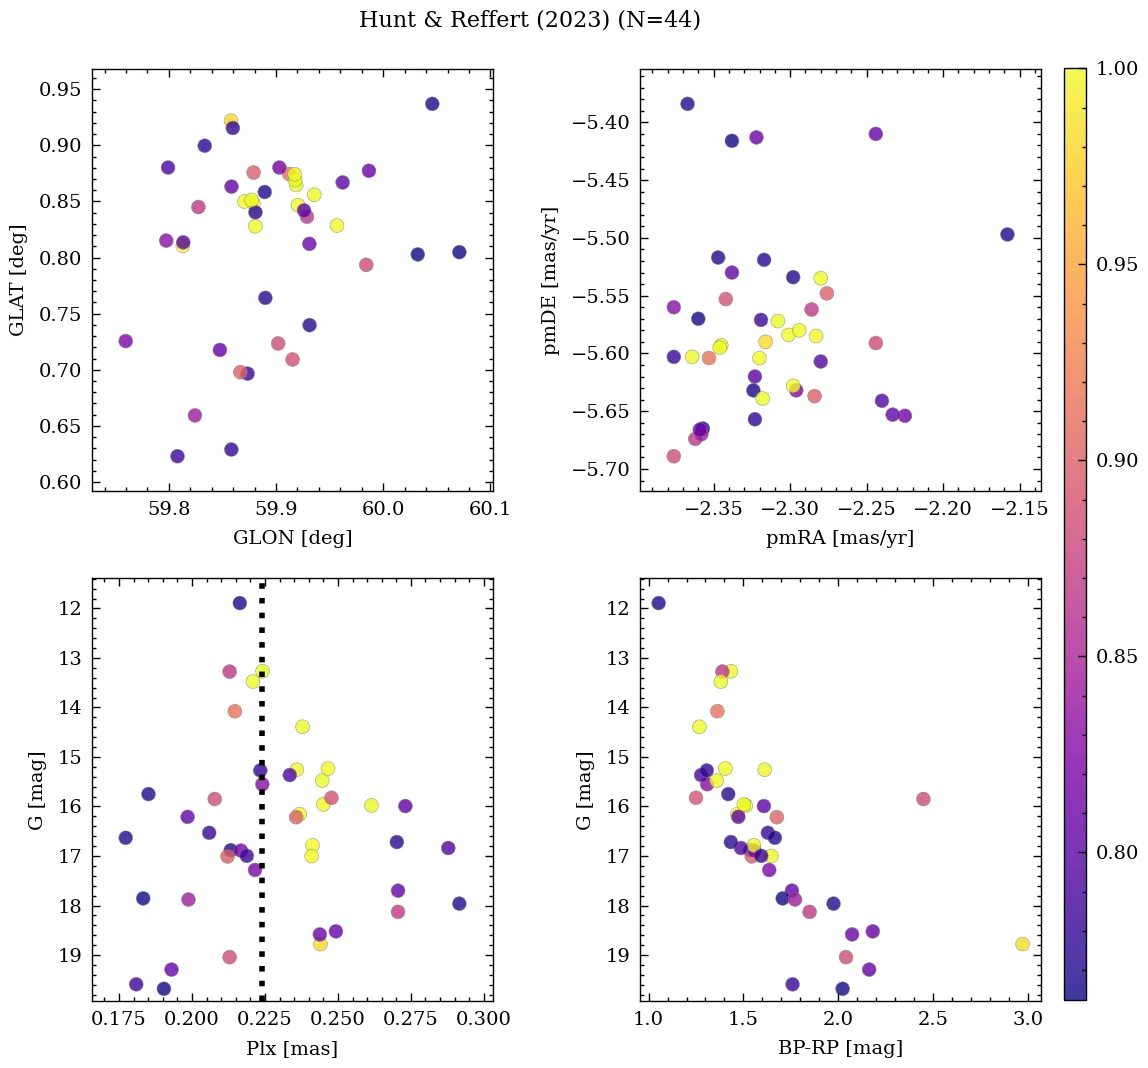 Hunt & Reffert (2023) (N=44)
0.95
0.90
0.85
0.80
0.75
0.70
0.65
0.60
GLAT [deg]
59.8 59.9 60.0 60.1
GLON [deg]
−5.40
−5.45
−5.50
−5.55
−5.60
−5.65
−5.70
pmDE [mas/yr]
−2.35 −2.30 −2.25 −2.20 −2.15
pmRA [mas/yr]
12
13
14
15
16
17
18
19
G [mag]
0.175 0.200 0.225 0.250 0.275 0.300
Plx [mas]
12
13
14
15
16
17
18
19
G [mag]
1.0 1.5 2.0 2.5 3.0
BP-RP [mag]
1.00
0.95
0.90
0.85
0.80